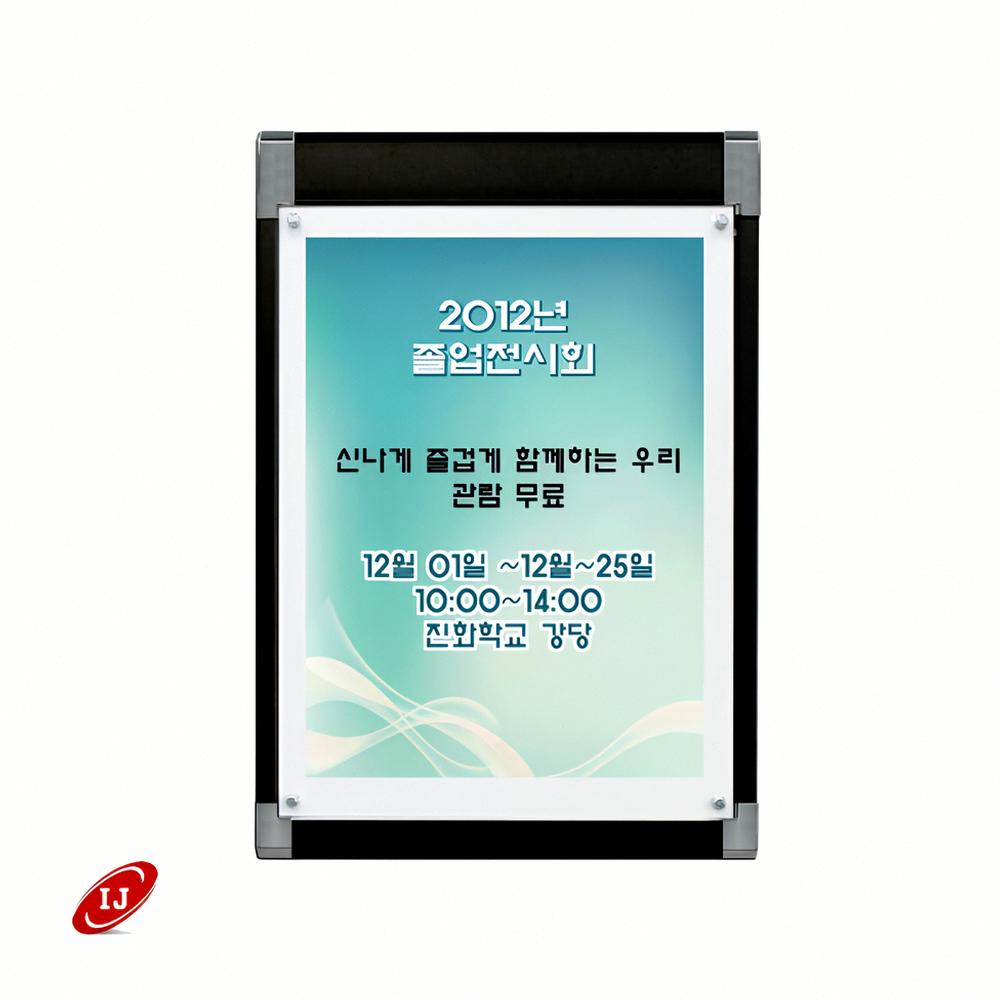 2012년
졸업전시회
신나게 즐겁게 함께하는 우리
관람 무료
12월 01일 ~12월~25일
10:00~14:00
진화학교 강당
IJ